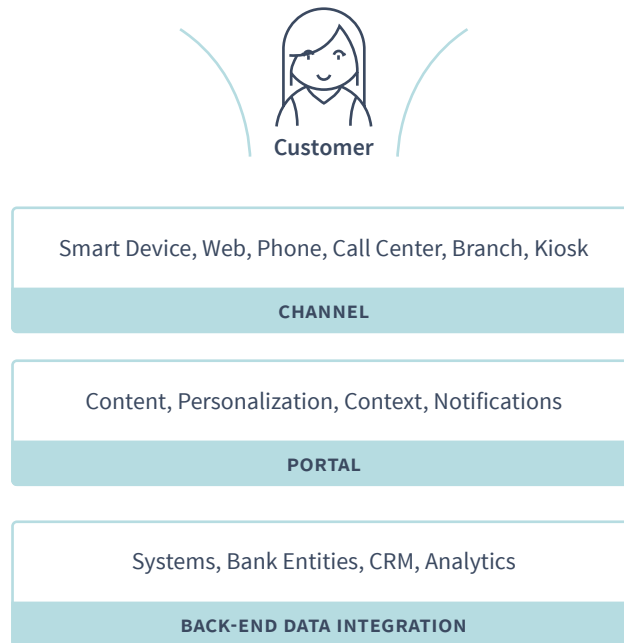 Customer
Smart Device, Web, Phone, Call Center, Branch, Kiosk
CHANNEL
Content, Personalization, Context, Notifications
PORTAL
Systems, Bank Entities, CRM, Analytics
BACK-END DATA INTEGRATION